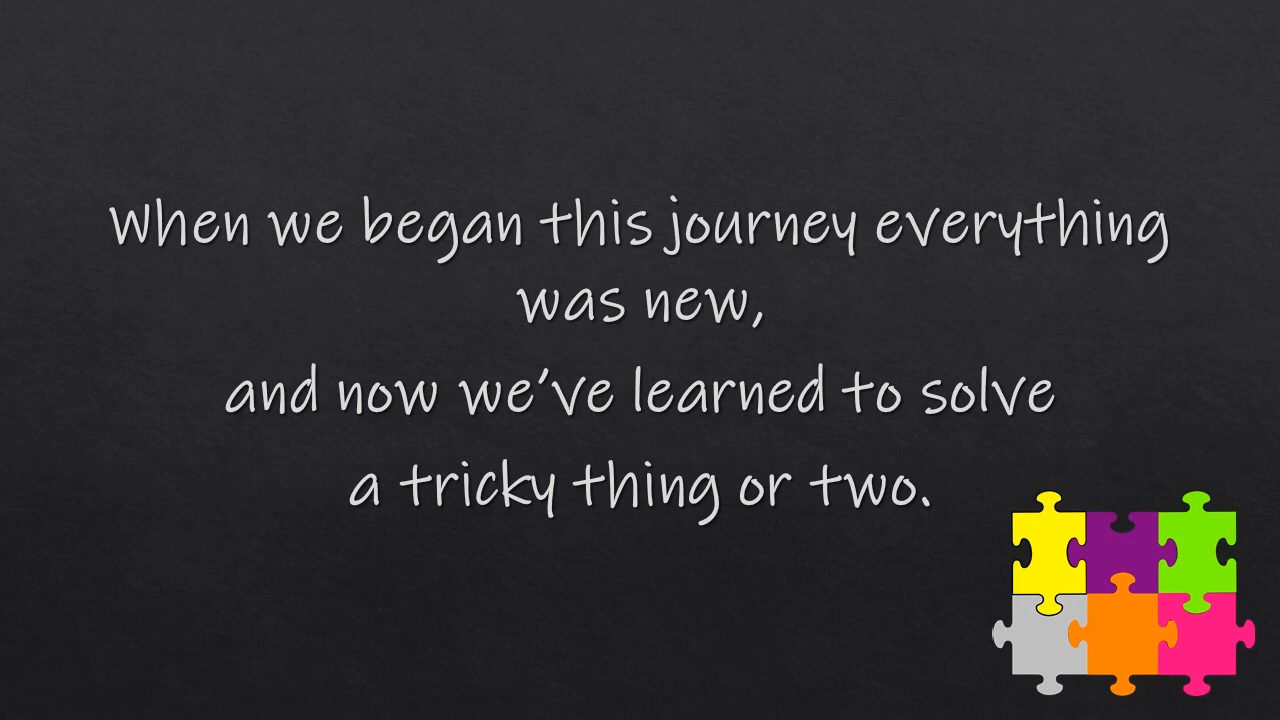 When we began this journey everything
was new,
and now we’ve learned to solve
a tricky thing or two.